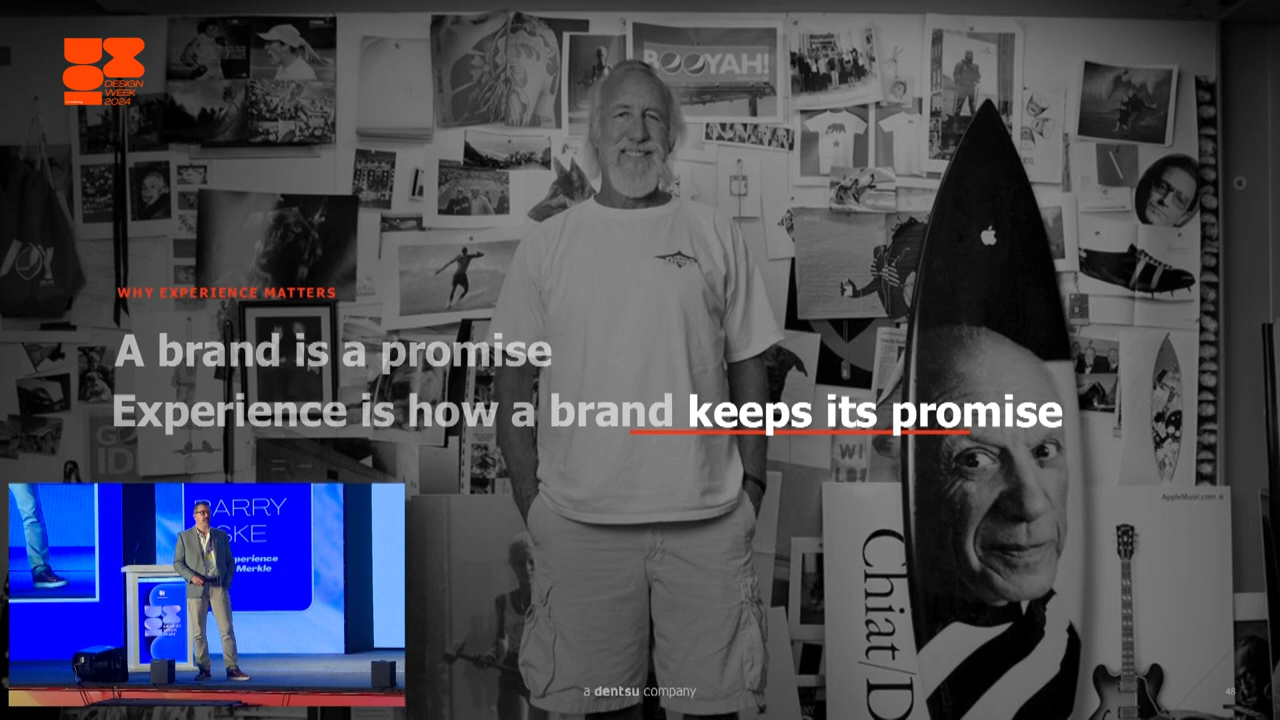 BOOYAH!
DESIGN
WEEK
2024
WHY EXPERIENCE MATTERS
A brand is a promise
Experience is how a brand keeps its promise
AppleMusic.com
Chiat/D
a dentsu company
48